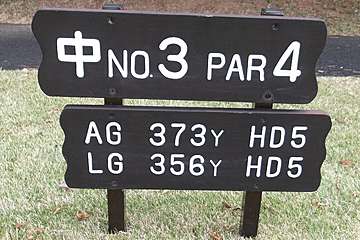 中 NO.3 PAR 4
AG 373Y HD5
LG 356Y HD5